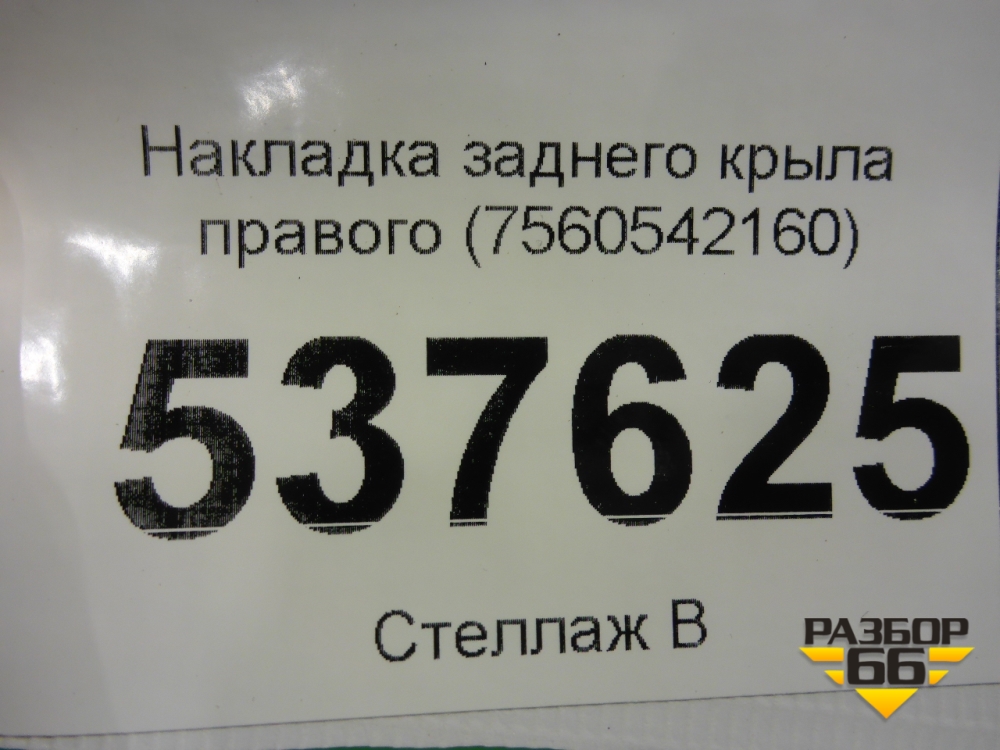 Накладка заднего крыла
правого (7560542160)
537625
Стеллаж В
РАЗБОР
66